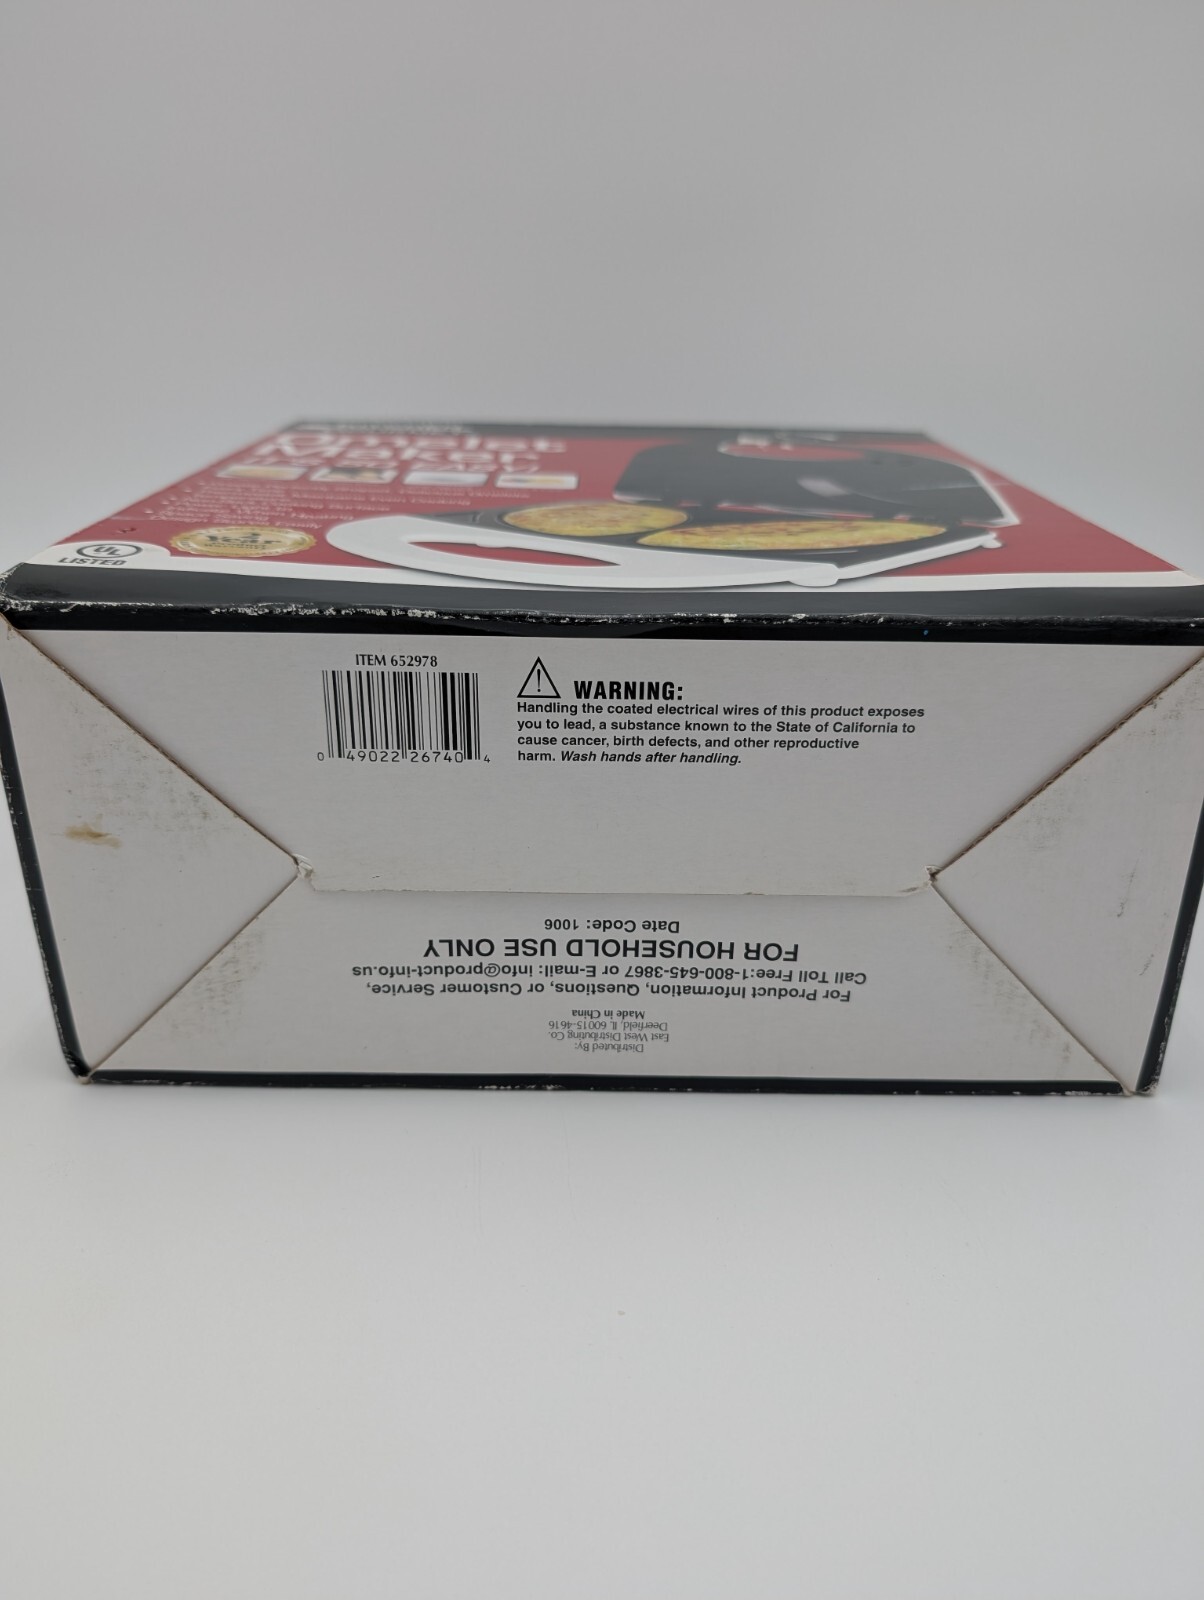 Omelet
Maker
UL
LISTED
Year
ITEM 652978
0 49022 26740 4
WARNING:
Handling the coated electrical wires of this product exposes
you to lead, a substance known to the State of California to
cause cancer, birth defects, and other reproductive
harm. Wash hands after handling.
Distributed By:
East West Distributing Co.
Deerfield, IL 60015-4616
Made in China
For Product Information, Questions, or Customer Service,
Call Toll Free:1-800-645-3867 or E-mail: info@product-info.us
FOR HOUSEHOLD USE ONLY
Date Code: 1006